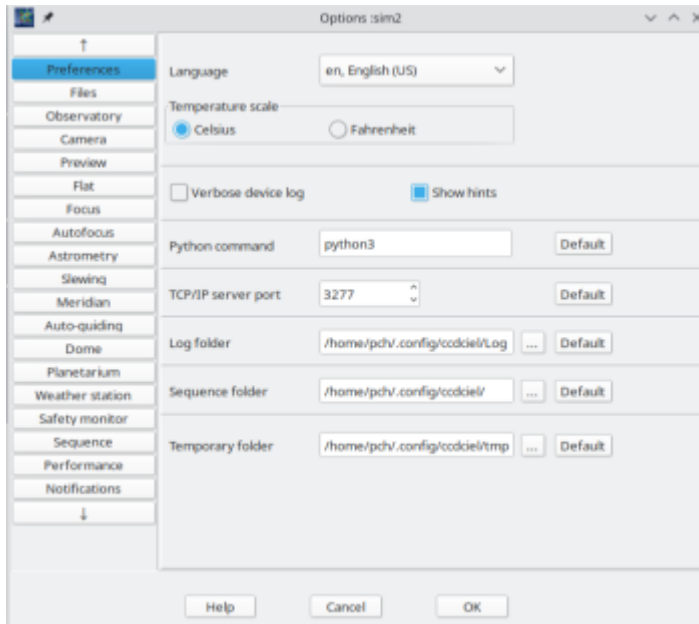 Options :sim2
↑
Preferences
Files
Observatory
Camera
Preview
Flat
Focus
Autofocus
Astrometry
Slewing
Meridian
Auto-guiding
Dome
Planetarium
Weather station
Safety monitor
Sequence
Performance
Notifications
↓
Language en, English (US)
Temperature scale
Celsius Fahrenheit
Verbose device log Show hints
Python command python3 Default
TCP/IP server port 3277 Default
Log folder /home/pch/.config/ccdciel/Log ... Default
Sequence folder /home/pch/.config/ccdciel/ ... Default
Temporary folder /home/pch/.config/ccdciel/tmp ... Default
Help Cancel OK